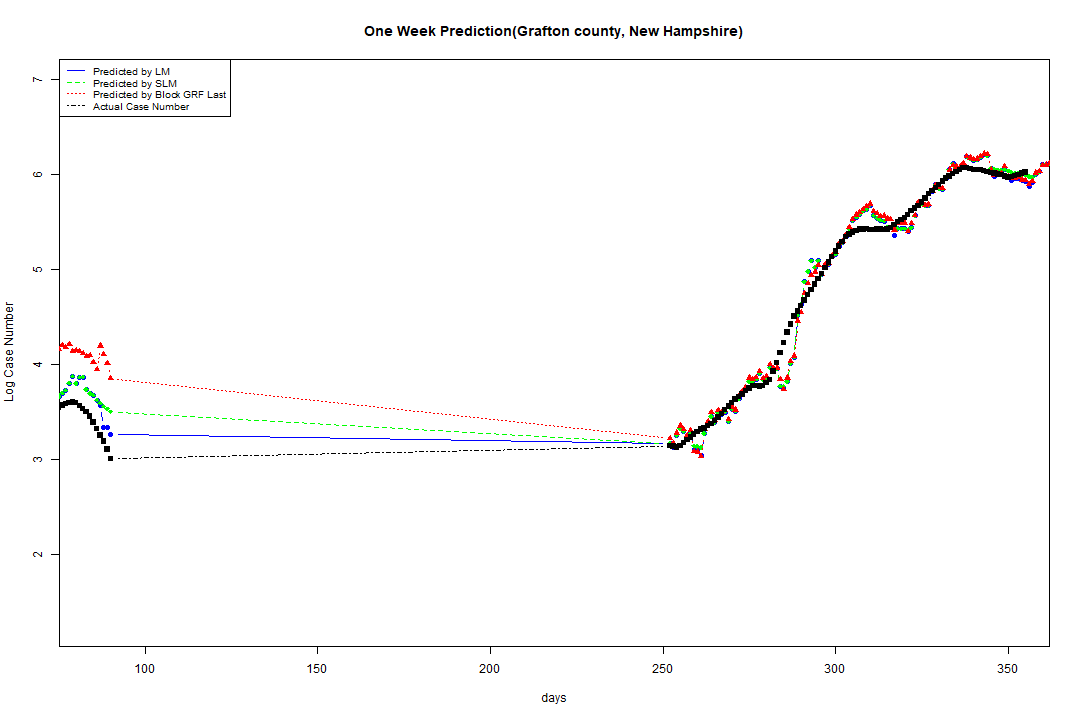 One Week Prediction(Grafton county, New Hampshire)
Predicted by LM
Predicted by SLM
Predicted by Block GRF Last
Actual Case Number
7
6
5
4
3
2
Log Case Number
100 150 200 250 300 350
days